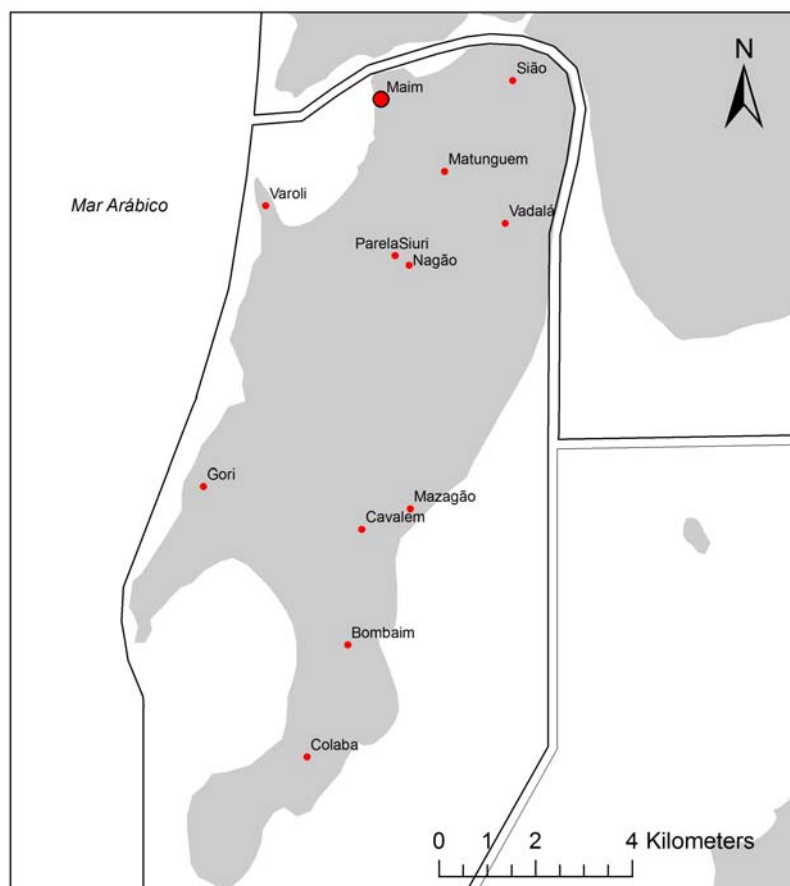 N
Sião
Maim
Matunguem
Varoli
Mar Arábico
Vadalá
ParelaSiuri
Nagão
Gori
Mazagão
Cavalem
Bombaim
Colaba
0 1 2 4 Kilometers